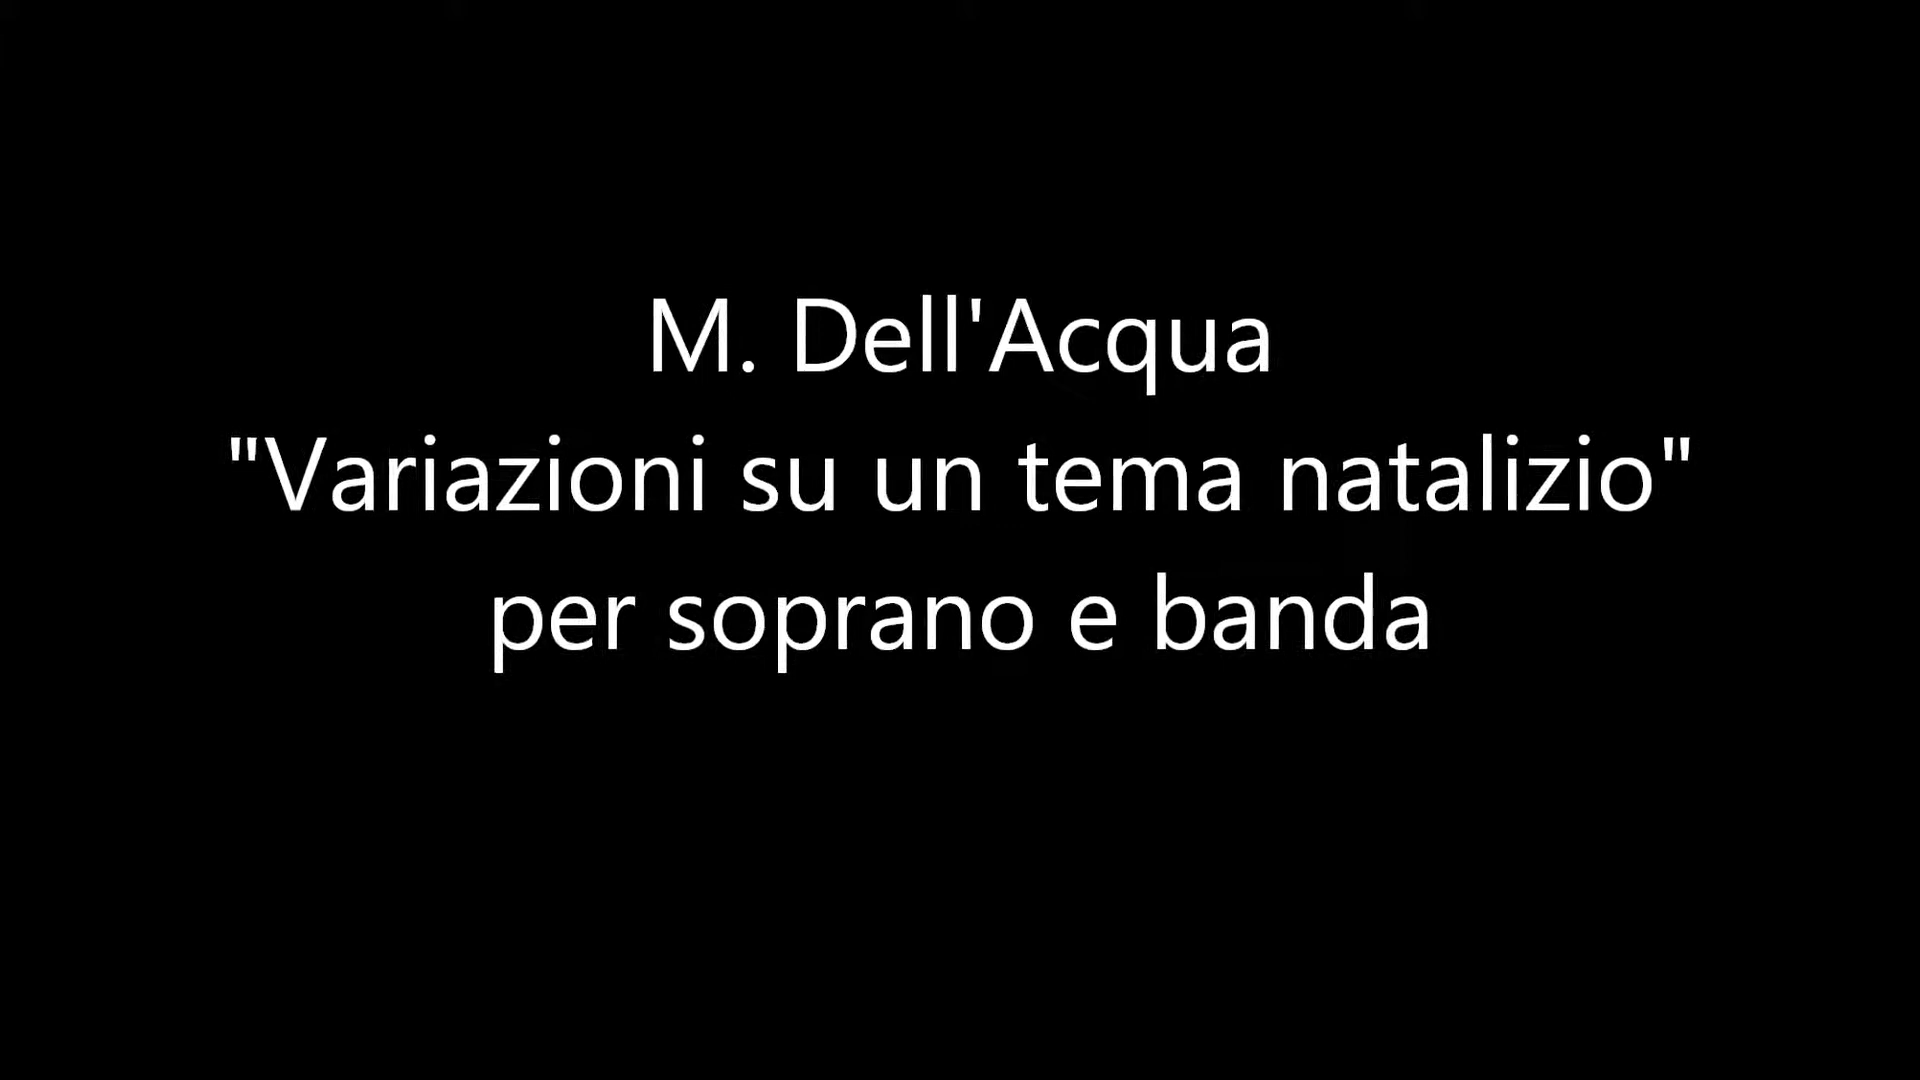 M. Dell'Acqua
"Variazioni su un tema natalizio"
per soprano e banda